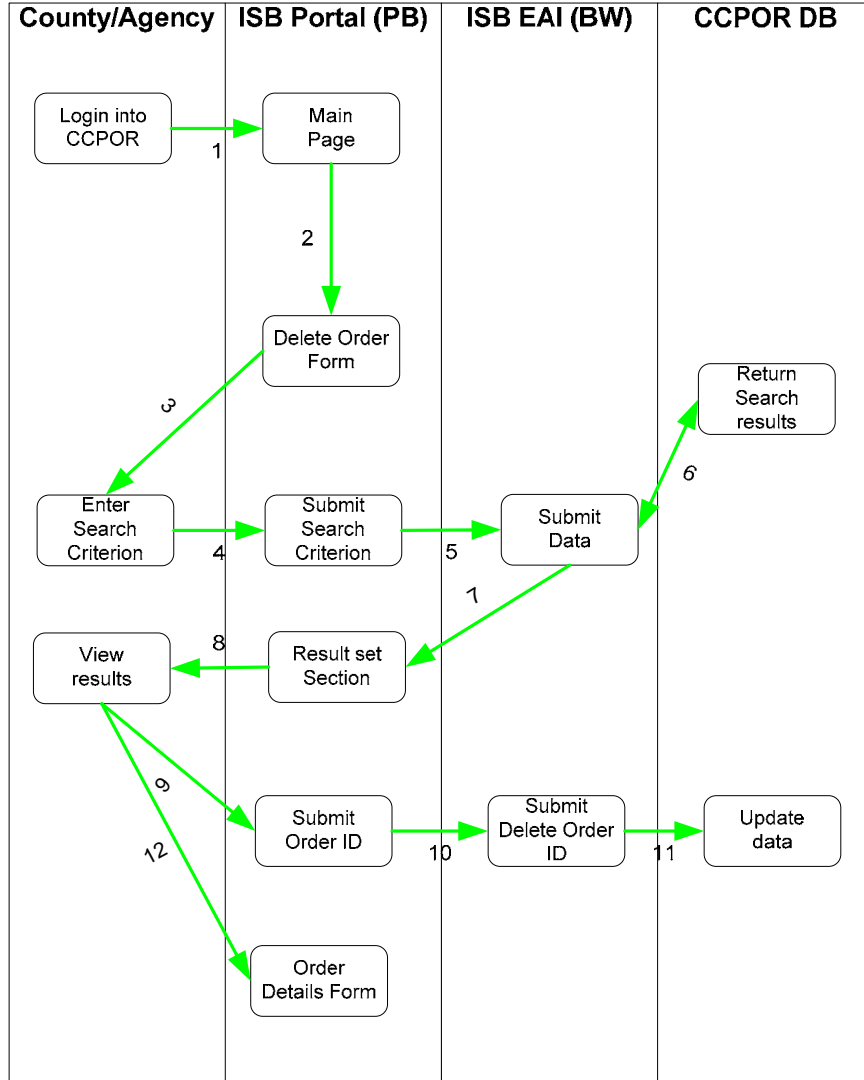 County/Agency
ISB Portal (PB)
ISB EAI (BW)
CCPOR DB
Login into
CCPOR
1
Main
Page
2
Delete Order
Form
3
Return
Search
results
6
Enter
Search
Criterion
4
Submit
Search
Criterion
5
Submit
Data
7
View
results
8
Result set
Section
9
12
Submit
Order ID
10
Submit
Delete Order
ID
11
Update
data
Order
Details Form